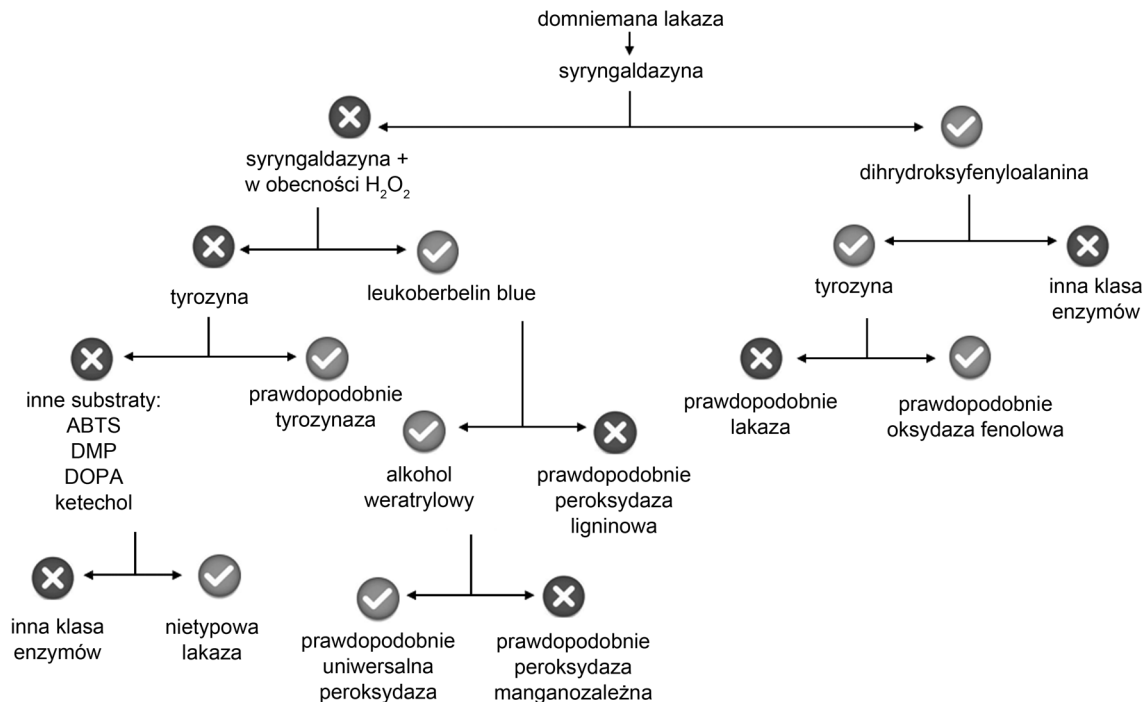 domniemana lakaza
syryngaldazyna
syryngaldazyna +
w obecności H₂O₂
dihrydroksyfenyloalanina
tyrozyna
leukoberbelin blue
tyrozyna
inna klasa
enzymów
inne substraty:
ABTS
DMP
DOPA
ketechol
prawdopodobnie
tyrozynaza
prawdopodobnie
lakaza
prawdopodobnie
oksydaza fenolowa
alkohol
weratrylowy
prawdopodobnie
peroksydaza
ligninowa
inna klasa
enzymów
nietypowa
lakaza
prawdopodobnie
uniwersalna
peroksydaza
prawdopodobnie
peroksydaza
manganozależna